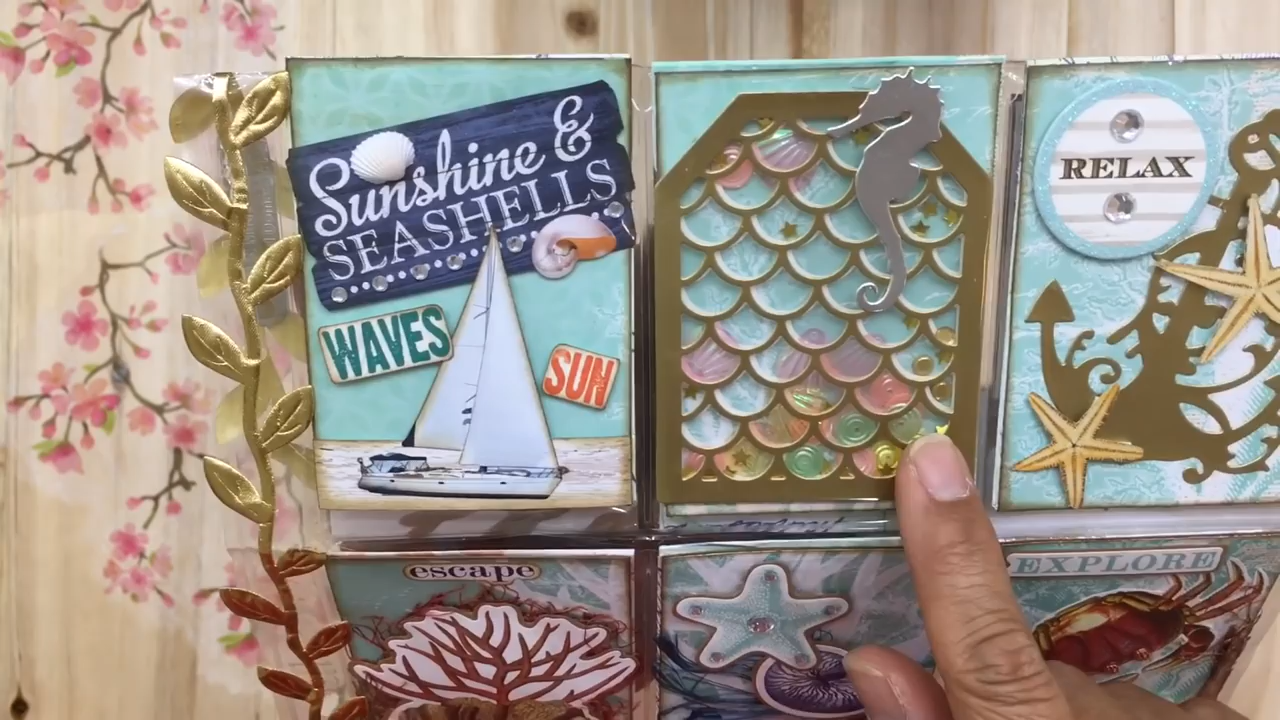 Sunshine &
SEASHELLS
WAVES
SUN
RELAX
escape
EXPLORE